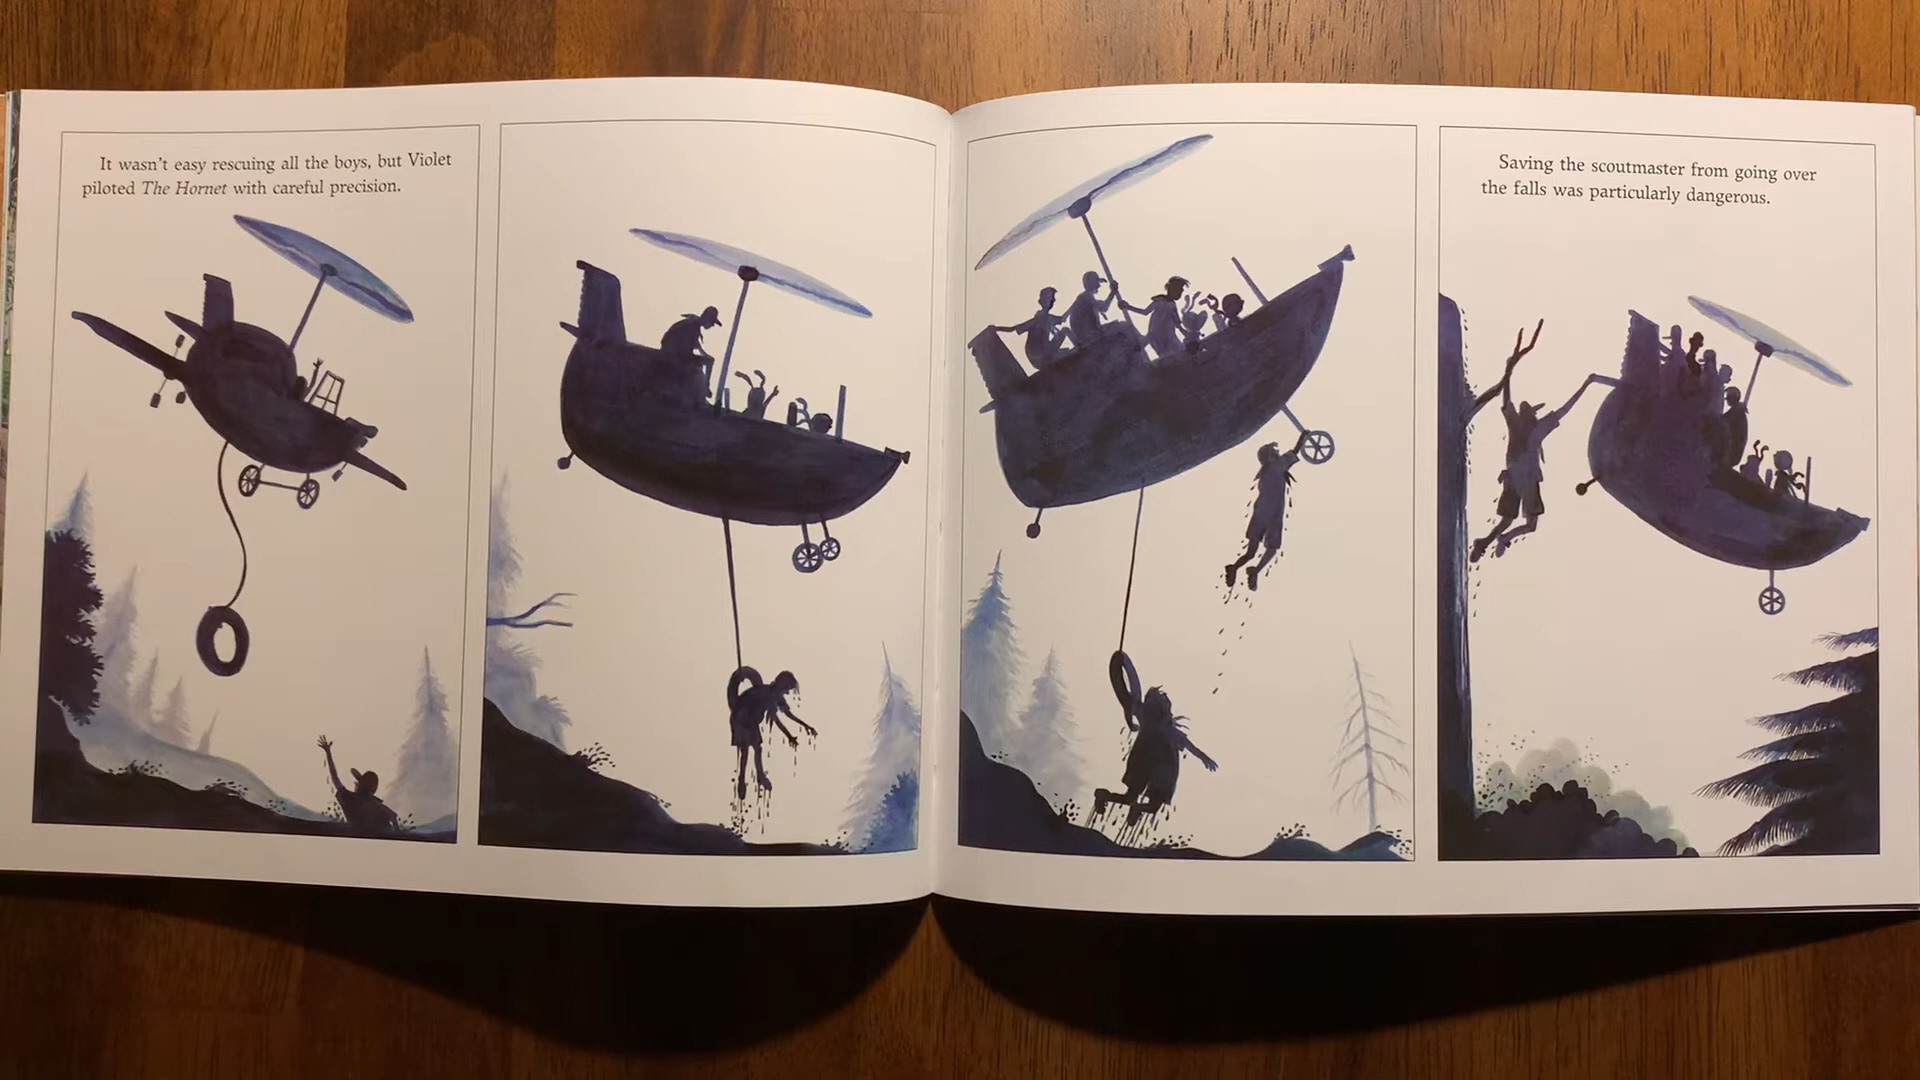 It wasn't easy rescuing all the boys, but Violet
piloted The Hornet with careful precision.
Saving the scoutmaster from going over
the falls was particularly dangerous.